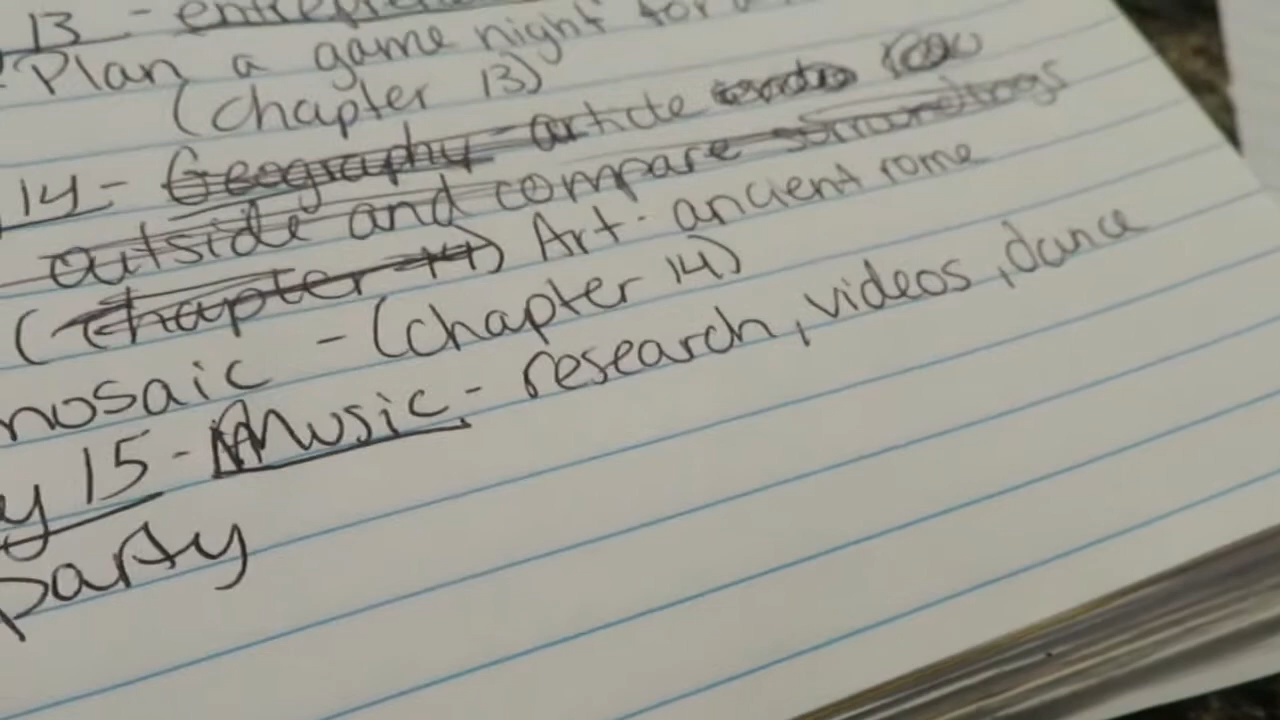 13 -
Plan a game night for a
(Chapter 13)
14 - Geography article
outside and compare surroundings
(Chapter 14) Art - ancient rome
mosaic - (Chapter 14)
y 15 - Music - research, videos, dance
party